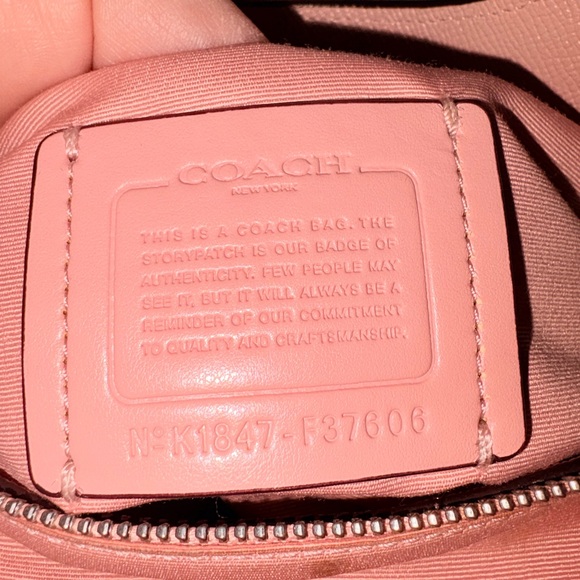 COACH
NEW YORK
THIS IS A COACH BAG. THE
STORYPATCH IS OUR BADGE OF
AUTHENTICITY. FEW PEOPLE MAY
SEE IT, BUT IT WILL ALWAYS BE A
REMINDER OF OUR COMMITMENT
TO QUALITY AND CRAFTSMANSHIP.
Nº K1847-F37606